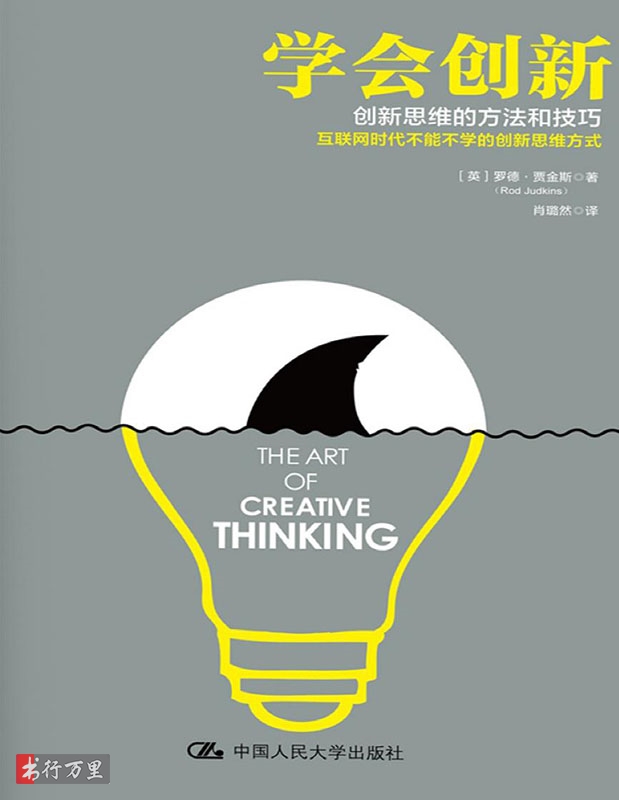 学会创新
创新思维的方法和技巧
互联网时代不能不学的创新思维方式
[英]罗德·贾金斯◎著
（Rod Judkins）
肖璐然◎译
THE ART
OF
CREATIVE
THINKING
中国人民大学出版社
书行万里